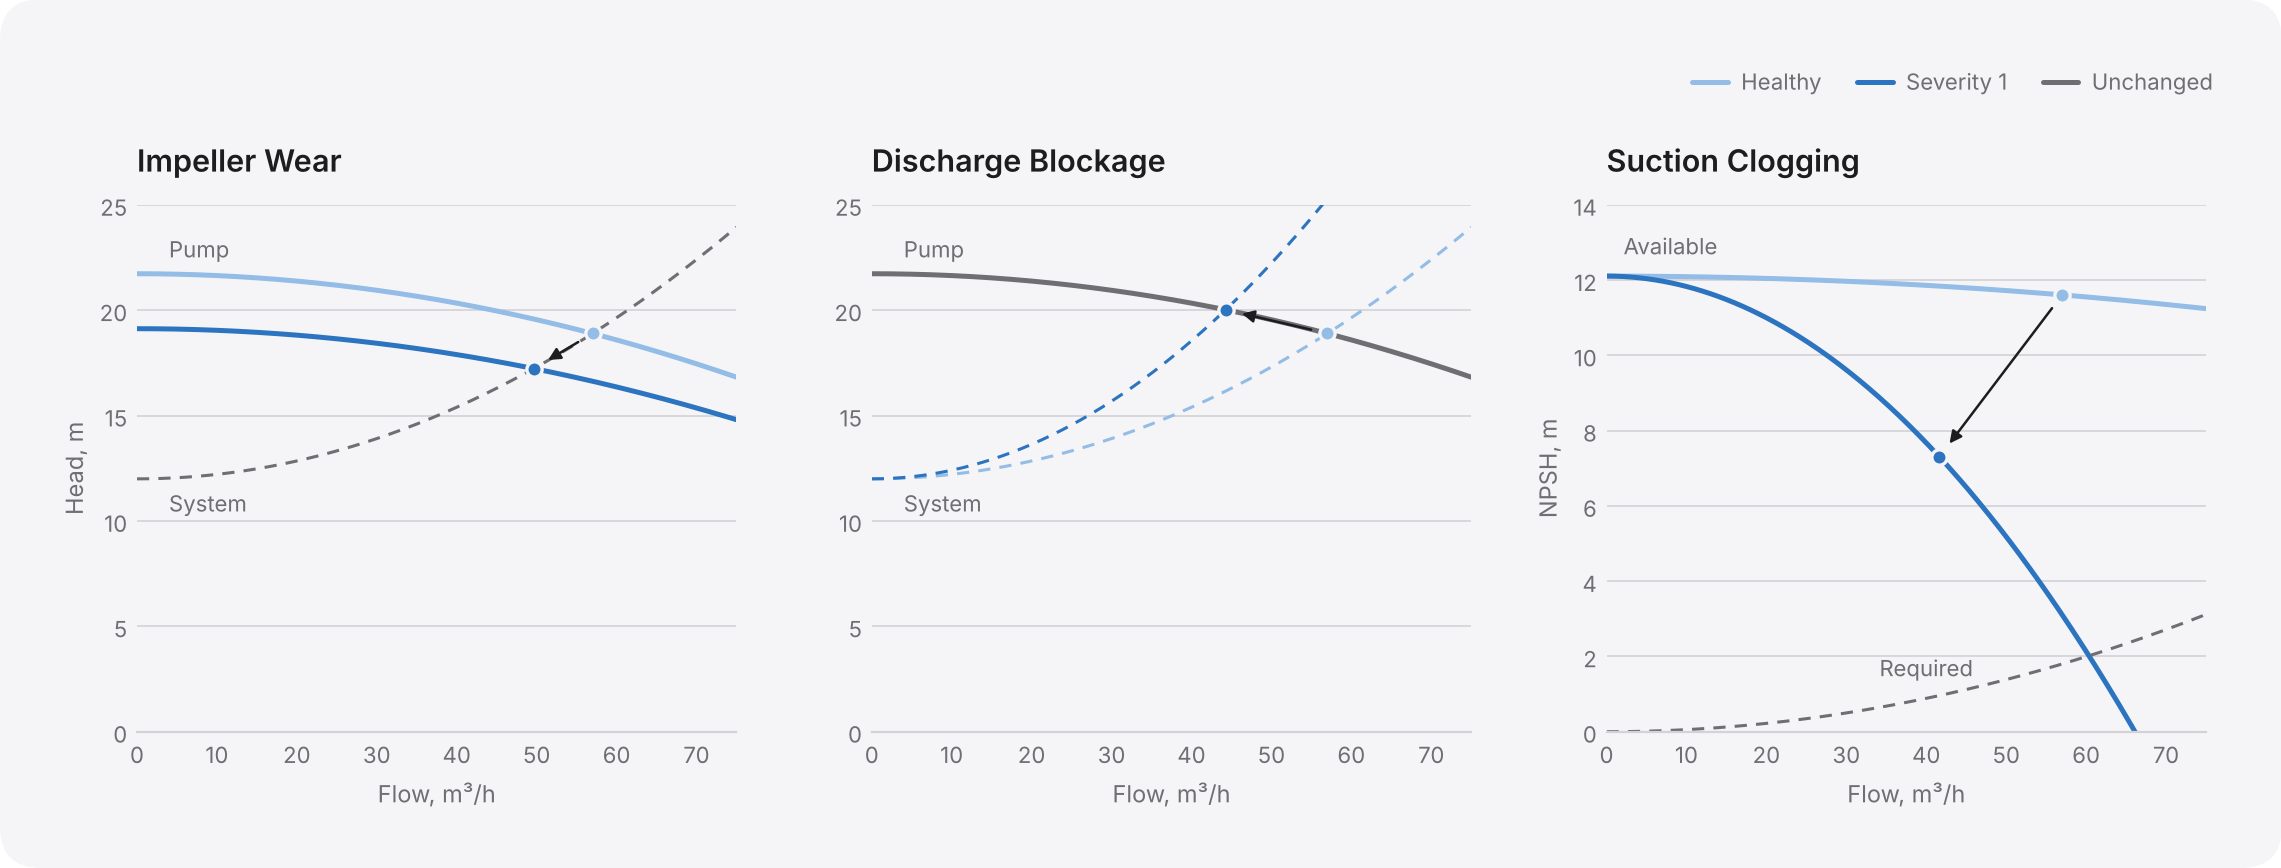 Healthy Severity 1 Unchanged
Impeller Wear
25
20
15
10
5
0
Pump
System
Head, m
0 10 20 30 40 50 60 70
Flow, m³/h
Discharge Blockage
25
20
15
10
5
0
Pump
System
0 10 20 30 40 50 60 70
Flow, m³/h
Suction Clogging
14
12
10
8
6
4
2
0
Available
Required
NPSH, m
0 10 20 30 40 50 60 70
Flow, m³/h